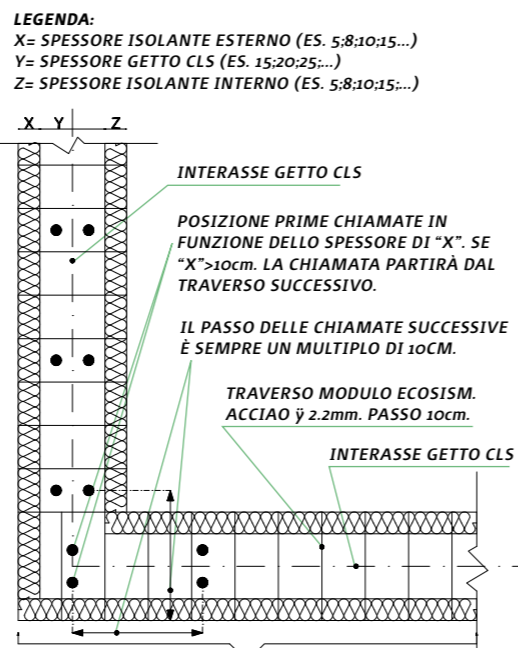 LEGENDA:
X= SPESSORE ISOLANTE ESTERNO (ES. 5;8;10;15...)
Y= SPESSORE GETTO CLS (ES. 15;20;25;...)
Z= SPESSORE ISOLANTE INTERNO (ES. 5;8;10;15;...)
X Y Z
INTERASSE GETTO CLS
POSIZIONE PRIME CHIAMATE IN
FUNZIONE DELLO SPESSORE DI “X”. SE
“X”>10cm. LA CHIAMATA PARTIRÀ DAL
TRAVERSO SUCCESSIVO.
IL PASSO DELLE CHIAMATE SUCCESSIVE
È SEMPRE UN MULTIPLO DI 10CM.
TRAVERSO MODULO ECOSISM.
ACCIAO ÿ 2.2mm. PASSO 10cm.
INTERASSE GETTO CLS